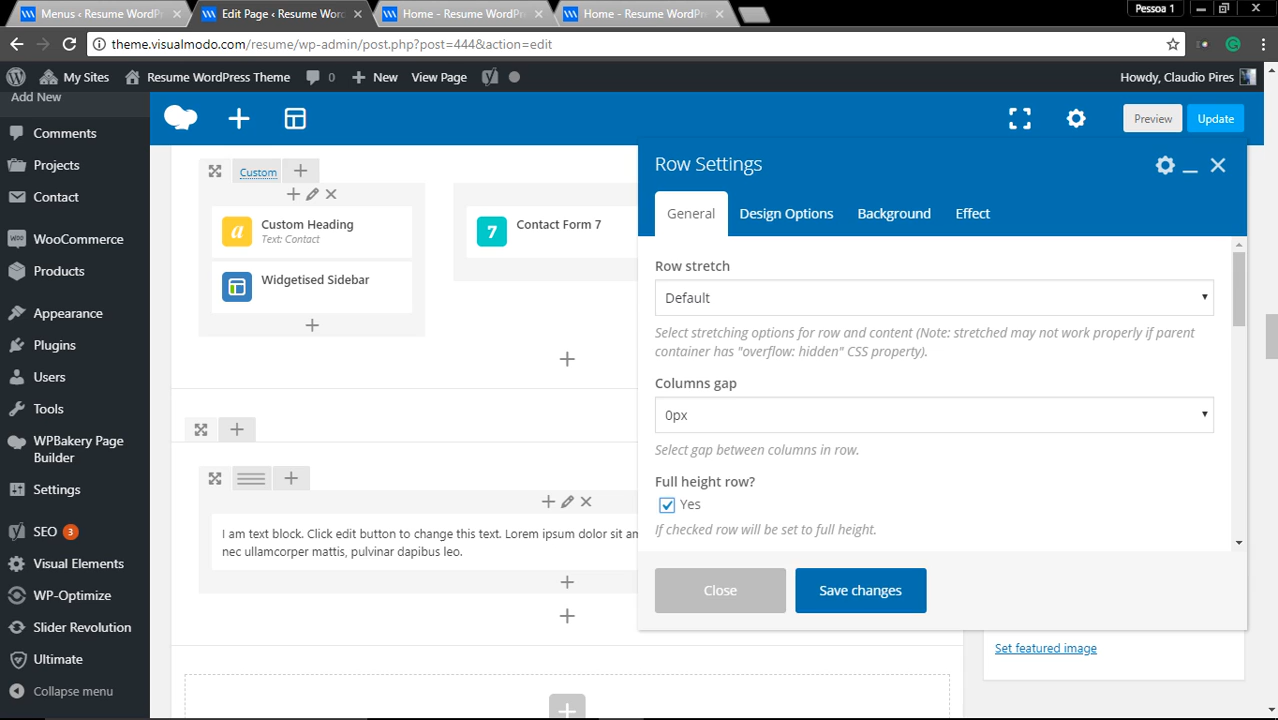 Menus ‹ Resume WordP
Edit Page ‹ Resume Word
Home - Resume WordPr
Home - Resume WordPr
Pessoa 1
theme.visualmodo.com/resume/wp-admin/post.php?post=444&action=edit
My Sites
Resume WordPress Theme
0
New
View Page
Howdy, Claudio Pires
Add New
Comments
Projects
Contact
WooCommerce
Products
Appearance
Plugins
Users
Tools
WPBakery Page
Builder
Settings
SEO 3
Visual Elements
WP-Optimize
Slider Revolution
Ultimate
Collapse menu
Preview
Update
Custom
Custom Heading
Text: Contact
Widgetised Sidebar
7
Contact Form 7
I am text block. Click edit button to change this text. Lorem ipsum dolor sit am
nec ullamcorper mattis, pulvinar dapibus leo.
Row Settings
General
Design Options
Background
Effect
Row stretch
Default
Select stretching options for row and content (Note: stretched may not work properly if parent
container has "overflow: hidden" CSS property).
Columns gap
0px
Select gap between columns in row.
Full height row?
Yes
If checked row will be set to full height.
Close
Save changes
Set featured image